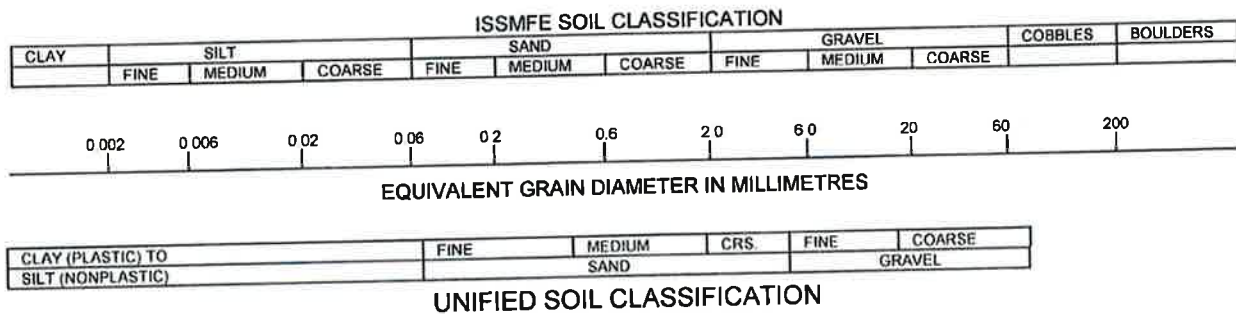 ISSMFE SOIL CLASSIFICATION
CLAY SILT SAND GRAVEL COBBLES BOULDERS
FINE MEDIUM COARSE FINE MEDIUM COARSE FINE MEDIUM COARSE
0 002 0 006 0 02 0 06 0 2 0.6 2 0 6 0 20 60 200
EQUIVALENT GRAIN DIAMETER IN MILLIMETRES
CLAY (PLASTIC) TO FINE MEDIUM CRS. FINE COARSE
SILT (NONPLASTIC) SAND GRAVEL
UNIFIED SOIL CLASSIFICATION